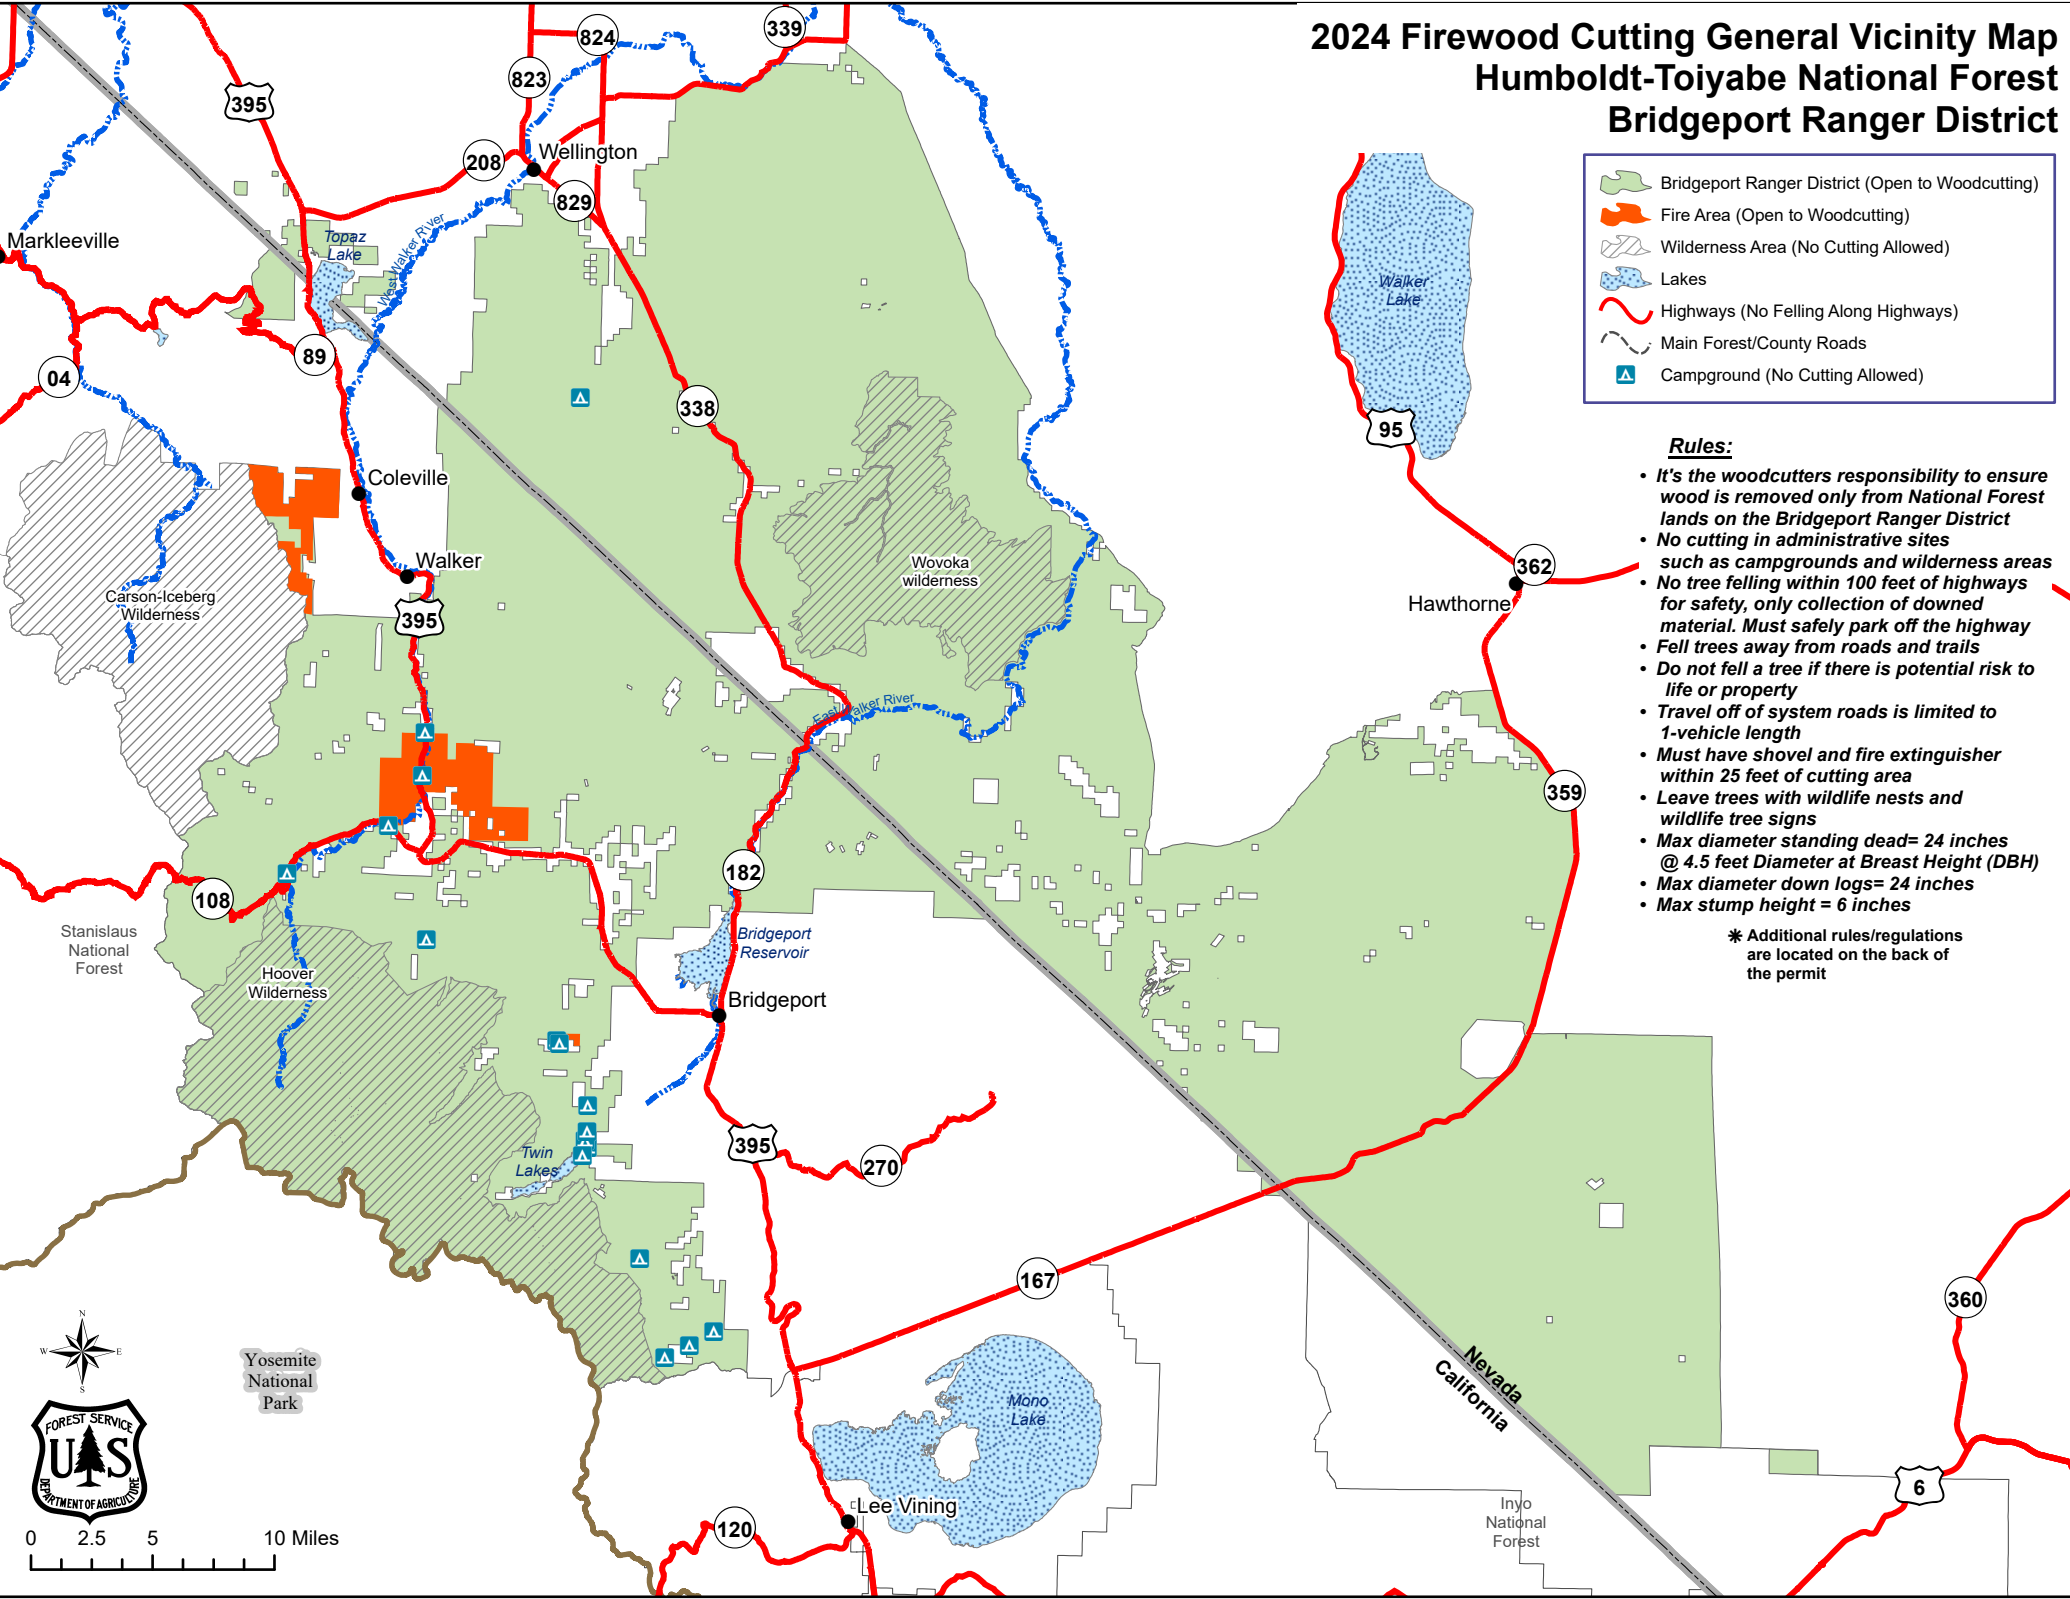 2024 Firewood Cutting General Vicinity Map
Humboldt-Toiyabe National Forest
Bridgeport Ranger District
Bridgeport Ranger District (Open to Woodcutting)
Fire Area (Open to Woodcutting)
Wilderness Area (No Cutting Allowed)
Lakes
Highways (No Felling Along Highways)
Main Forest/County Roads
Campground (No Cutting Allowed)
Rules:
• It's the woodcutters responsibility to ensure
wood is removed only from National Forest
lands on the Bridgeport Ranger District
• No cutting in administrative sites
such as campgrounds and wilderness areas
• No tree felling within 100 feet of highways
for safety, only collection of downed
material. Must safely park off the highway
• Fell trees away from roads and trails
• Do not fell a tree if there is potential risk to
life or property
• Travel off of system roads is limited to
1-vehicle length
• Must have shovel and fire extinguisher
within 25 feet of cutting area
• Leave trees with wildlife nests and
wildlife tree signs
• Max diameter standing dead= 24 inches
@ 4.5 feet Diameter at Breast Height (DBH)
• Max diameter down logs= 24 inches
• Max stump height = 6 inches
* Additional rules/regulations
are located on the back of
the permit
339
824
823
395
208
Wellington
829
Markleeville
Topaz
Lake
West Walker River
Walker
Lake
89
04
338
95
Coleville
Walker
395
Wovoka
wilderness
362
Hawthorne
Carson-Iceberg
Wilderness
East Walker River
359
182
108
Stanislaus
National
Forest
Bridgeport
Reservoir
Hoover
Wilderness
Bridgeport
395
270
Twin
Lakes
167
360
Nevada
California
Yosemite
National
Park
Mono
Lake
N
W
E
S
FOREST SERVICE
U S
DEPARTMENT OF AGRICULTURE
6
Lee Vining
120
Inyo
National
Forest
0 2.5 5 10 Miles